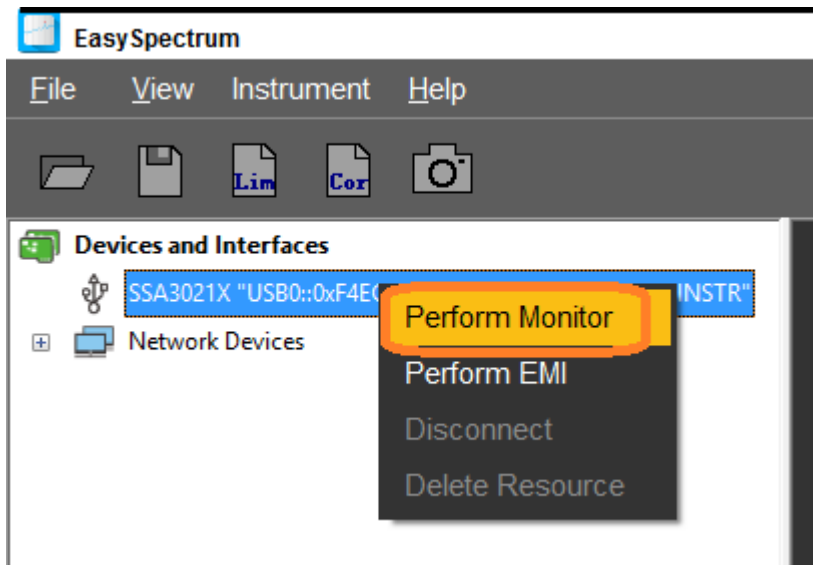 EasySpectrum
File View Instrument Help
Lim Cor
Devices and Interfaces
SSA3021X "USB0::0xF4EC INSTR"
Perform Monitor
Network Devices
Perform EMI
Disconnect
Delete Resource